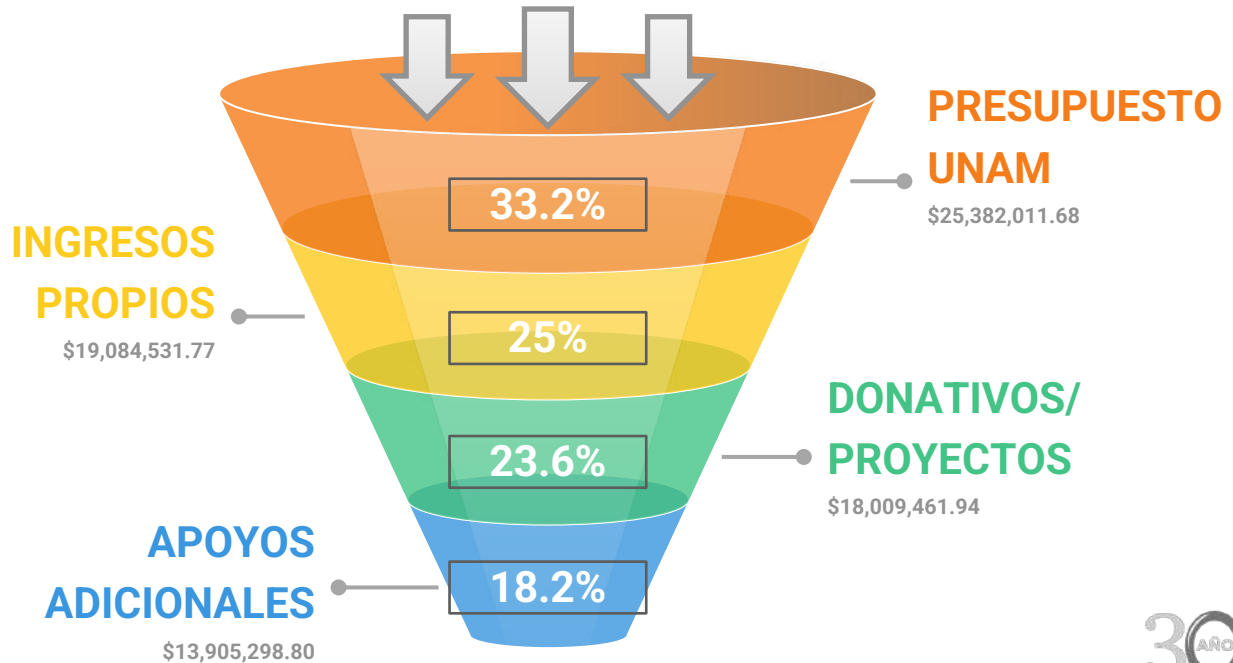 PRESUPUESTO
UNAM
$25,382,011.68
33.2%
INGRESOS
PROPIOS
$19,084,531.77
25%
DONATIVOS/
PROYECTOS
$18,009,461.94
23.6%
APOYOS
ADICIONALES
$13,905,298.80
18.2%
30
AÑO